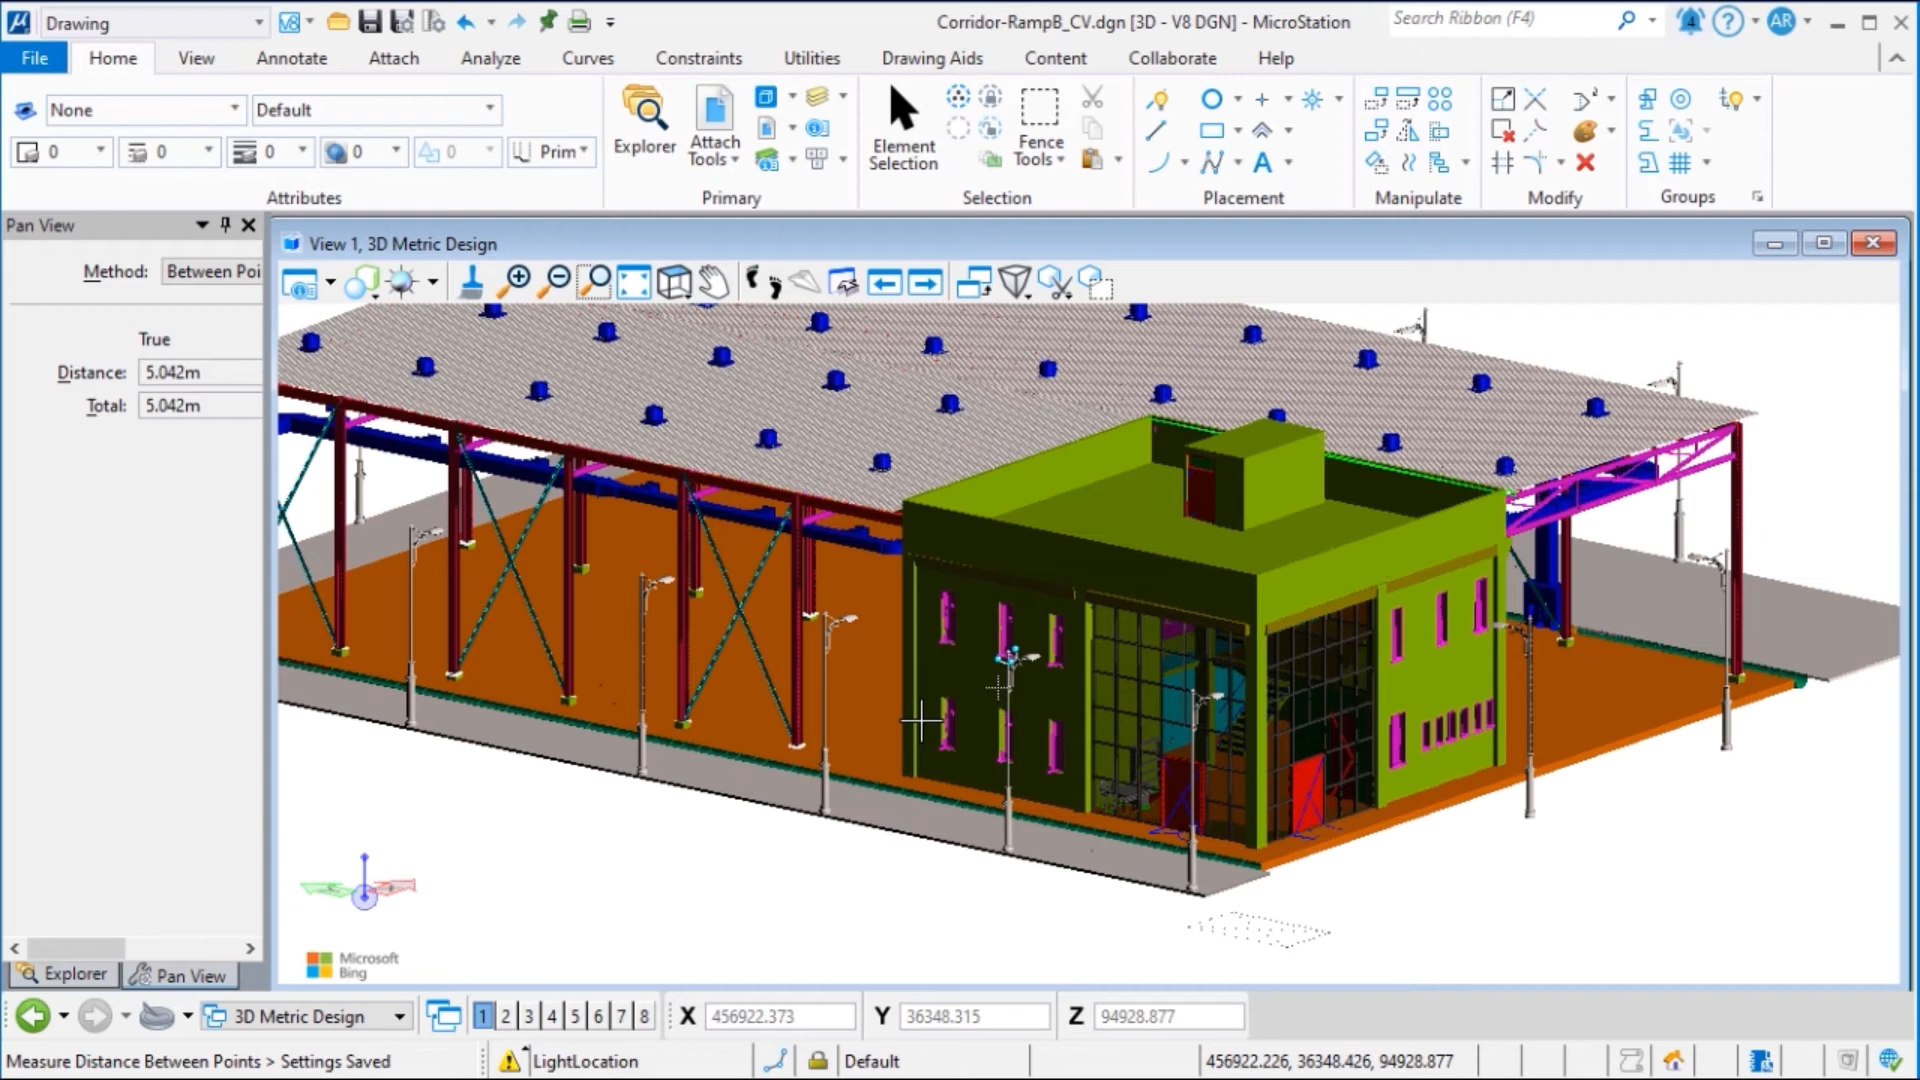 Drawing
Corridor-RampB_CV.dgn [3D - V8 DGN] - MicroStation
Search Ribbon (F4)
4
AR
File
Home
View
Annotate
Attach
Analyze
Curves
Constraints
Utilities
Drawing Aids
Content
Collaborate
Help
None
Default
0
0
0
0
0
Prim
Explorer
Attach
Tools
Element
Selection
Fence
Tools
Attributes
Primary
Selection
Placement
Manipulate
Modify
Groups
Pan View
Method: Between Poi
True
Distance: 5.042m
Total: 5.042m
View 1, 3D Metric Design
Microsoft
Bing
Explorer
Pan View
3D Metric Design
1 2 3 4 5 6 7 8
X 456922.373
Y 36348.315
Z 94928.877
Measure Distance Between Points > Settings Saved
LightLocation
Default
456922.226, 36348.426, 94928.877